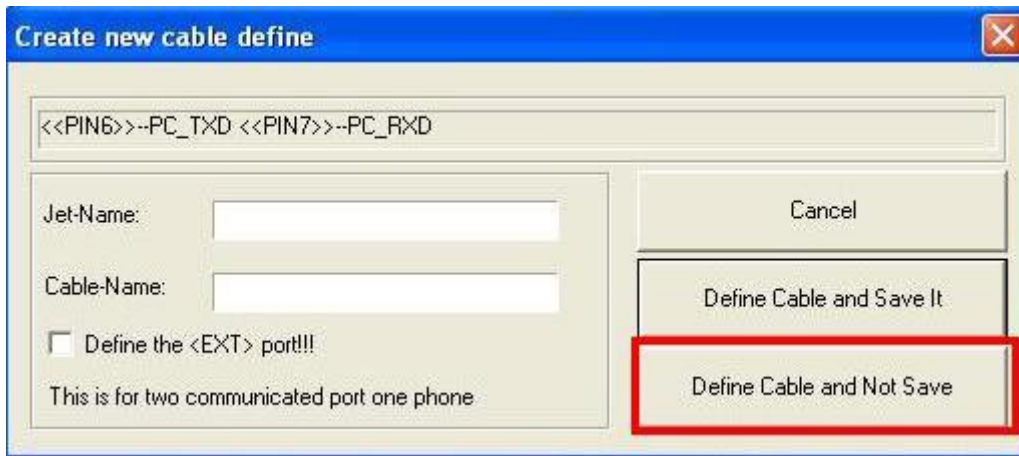 Create new cable define
<<PIN6>>--PC_TXD <<PIN7>>--PC_RXD
Jet-Name:
Cancel
Cable-Name:
Define Cable and Save It
Define the <EXT> port!!!
Define Cable and Not Save
This is for two communicated port one phone